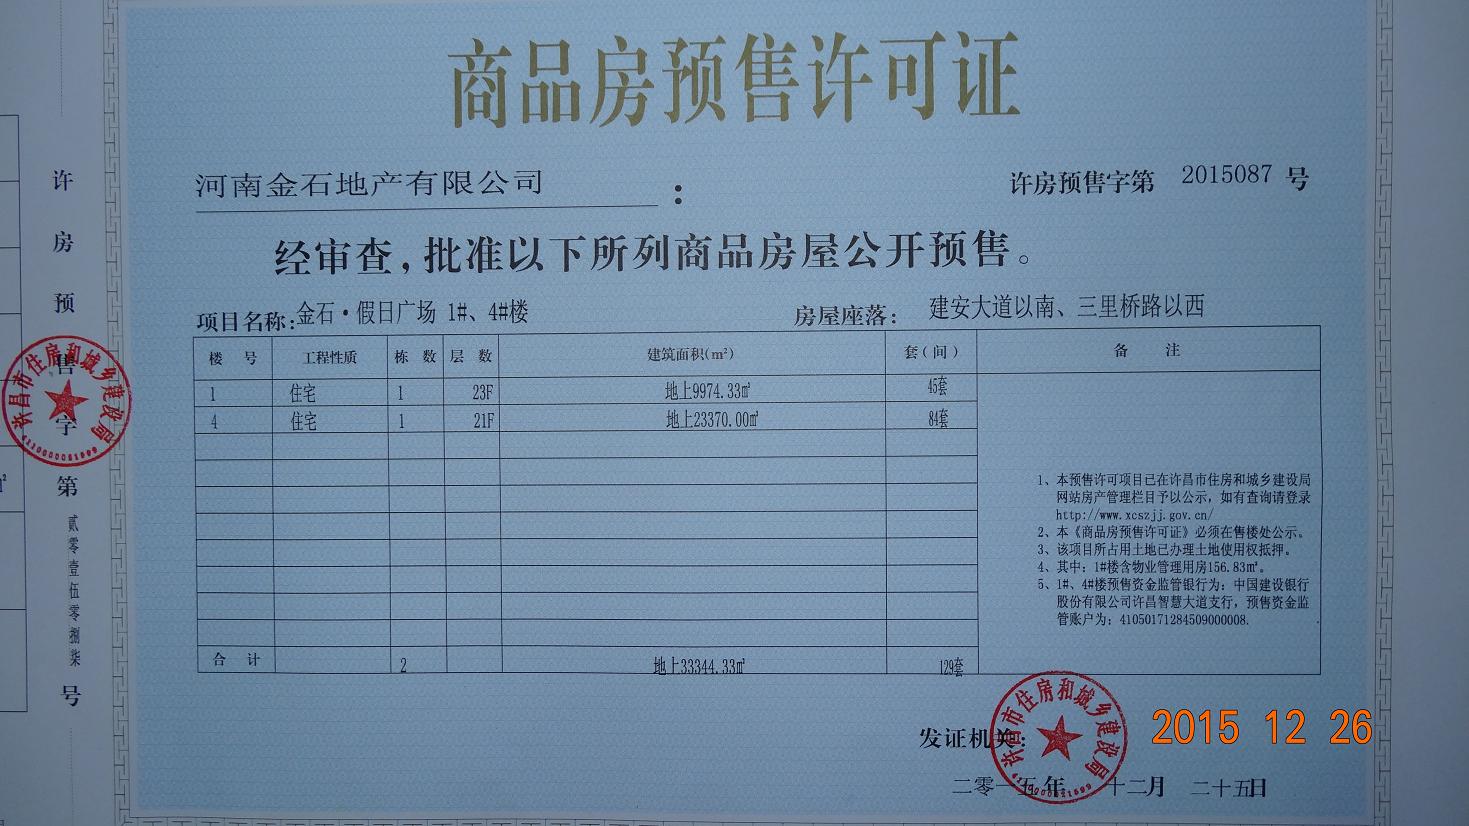 商品房预售许可证
河南金石地产有限公司：
许房预售字第 2015087 号
经审查，批准以下所列商品房屋公开预售。
项目名称：金石·假日广场 1#、4#楼
房屋座落：建安大道以南、三里桥路以西
楼 号 工程性质 栋 数 层 数 建筑面积(m²) 套（间） 备 注
1 住宅 1 23F 地上9974.33㎡ 45套
4 住宅 1 21F 地上23370.00㎡ 84套
1、本预售许可项目已在许昌市住房和城乡建设局
网站房产管理栏目予以公示，如有查询请登录
http://www.xcszjj.gov.cn/
2、本《商品房预售许可证》必须在售楼处公示。
3、该项目所占用土地已办理土地使用权抵押。
4、其中：1#楼含物业管理用房156.83㎡。
5、1#、4#楼预售资金监管银行为：中国建设银行
股份有限公司许昌智慧大道支行，预售资金监
管账户为：41050171284509000008.
合 计 2 地上33344.33㎡ 129套
发证机关：
许昌市住房和城乡建设局
二零一五年 十二月 二十五日
2015 12 26
许房预售字第贰零壹伍零捌柒号
许昌市住房和城乡建设局